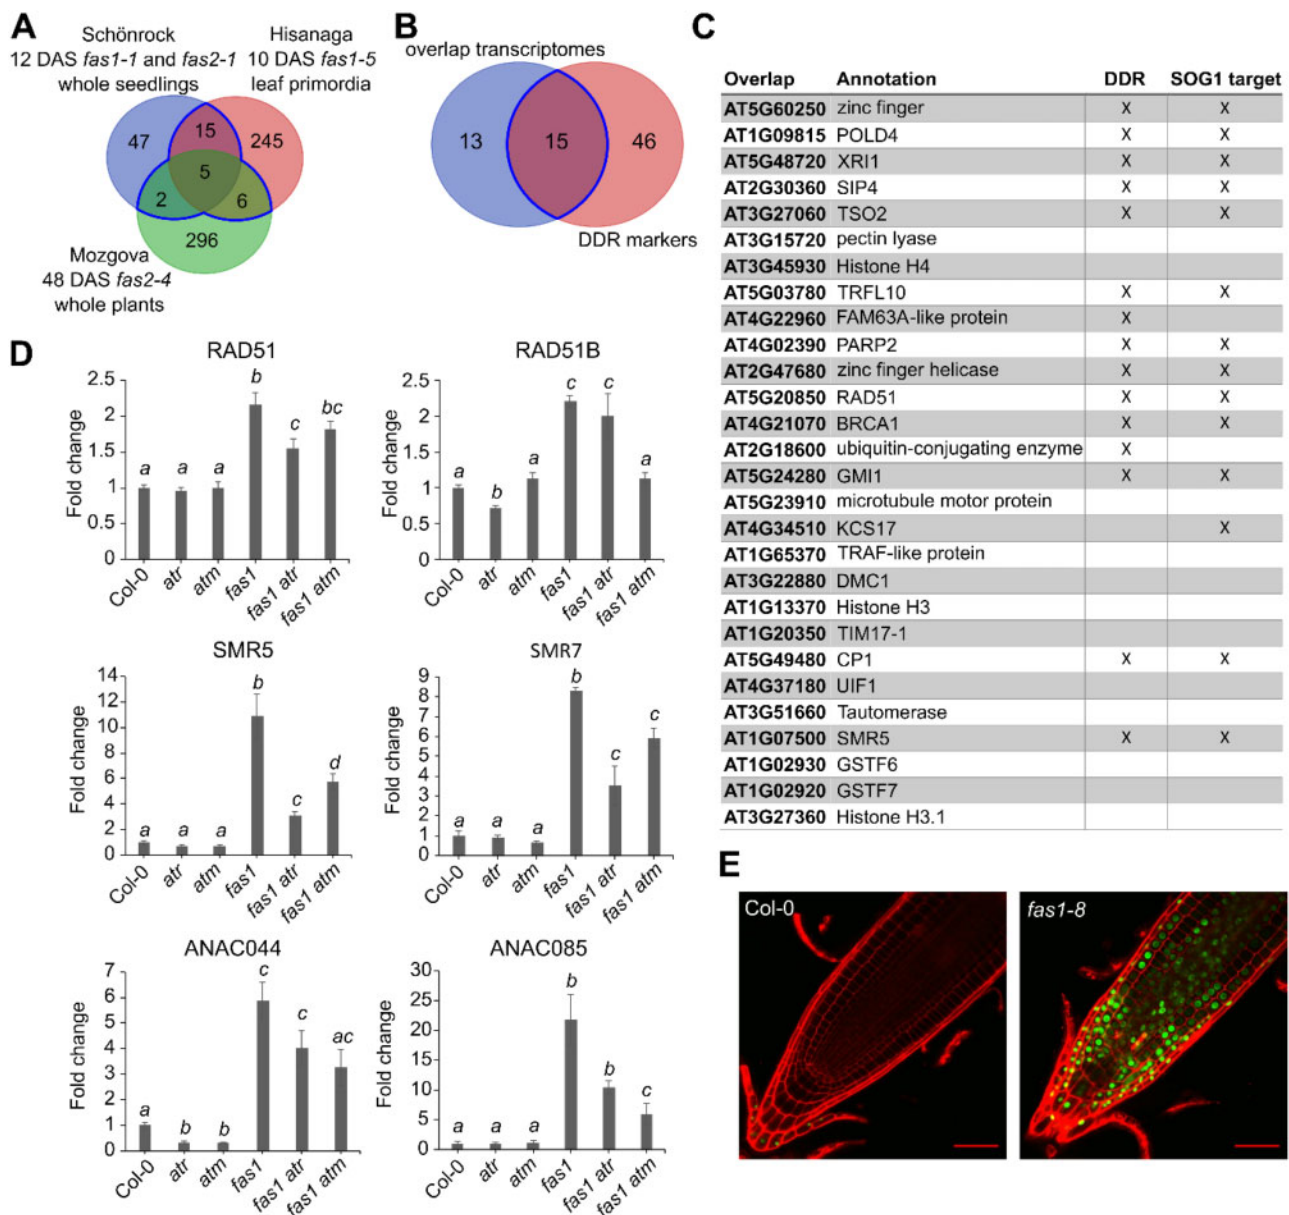 A
Schönrock
12 DAS fas1-1 and fas2-1
whole seedlings
Hisanaga
10 DAS fas1-5
leaf primordia
47
15
245
5
2
6
296
Mozgova
48 DAS fas2-4
whole plants
B
overlap transcriptomes
13
15
46
DDR markers
C
Overlap Annotation DDR SOG1 target
AT5G60250 zinc finger X X
AT1G09815 POLD4 X X
AT5G48720 XRI1 X X
AT2G30360 SIP4 X X
AT3G27060 TSO2 X X
AT3G15720 pectin lyase
AT3G45930 Histone H4
AT5G03780 TRFL10 X X
AT4G22960 FAM63A-like protein X
AT4G02390 PARP2 X X
AT2G47680 zinc finger helicase X X
AT5G20850 RAD51 X X
AT4G21070 BRCA1 X X
AT2G18600 ubiquitin-conjugating enzyme X
AT5G24280 GMI1 X X
AT5G23910 microtubule motor protein
AT4G34510 KCS17 X
AT1G65370 TRAF-like protein
AT3G22880 DMC1
AT1G13370 Histone H3
AT1G20350 TIM17-1
AT5G49480 CP1 X X
AT4G37180 UIF1
AT3G51660 Tautomerase
AT1G07500 SMR5 X X
AT1G02930 GSTF6
AT1G02920 GSTF7
AT3G27360 Histone H3.1
D
RAD51
Fold change
2.5
2
1.5
1
0.5
0
a a a b c bc
Col-0 atr atm fas1 fas1 atr fas1 atm
RAD51B
Fold change
2.5
2
1.5
1
0.5
0
a b a c c a
Col-0 atr atm fas1 fas1 atr fas1 atm
SMR5
Fold change
14
12
10
8
6
4
2
0
a a a b c d
Col-0 atr atm fas1 fas1 atr fas1 atm
SMR7
Fold change
9
8
7
6
5
4
3
2
1
0
a a a b c c
Col-0 atr atm fas1 fas1 atr fas1 atm
ANAC044
Fold change
7
6
5
4
3
2
1
0
a b b c c ac
Col-0 atr atm fas1 fas1 atr fas1 atm
ANAC085
Fold change
30
25
20
15
10
5
0
a a a b b c
Col-0 atr atm fas1 fas1 atr fas1 atm
E
Col-0
fas1-8